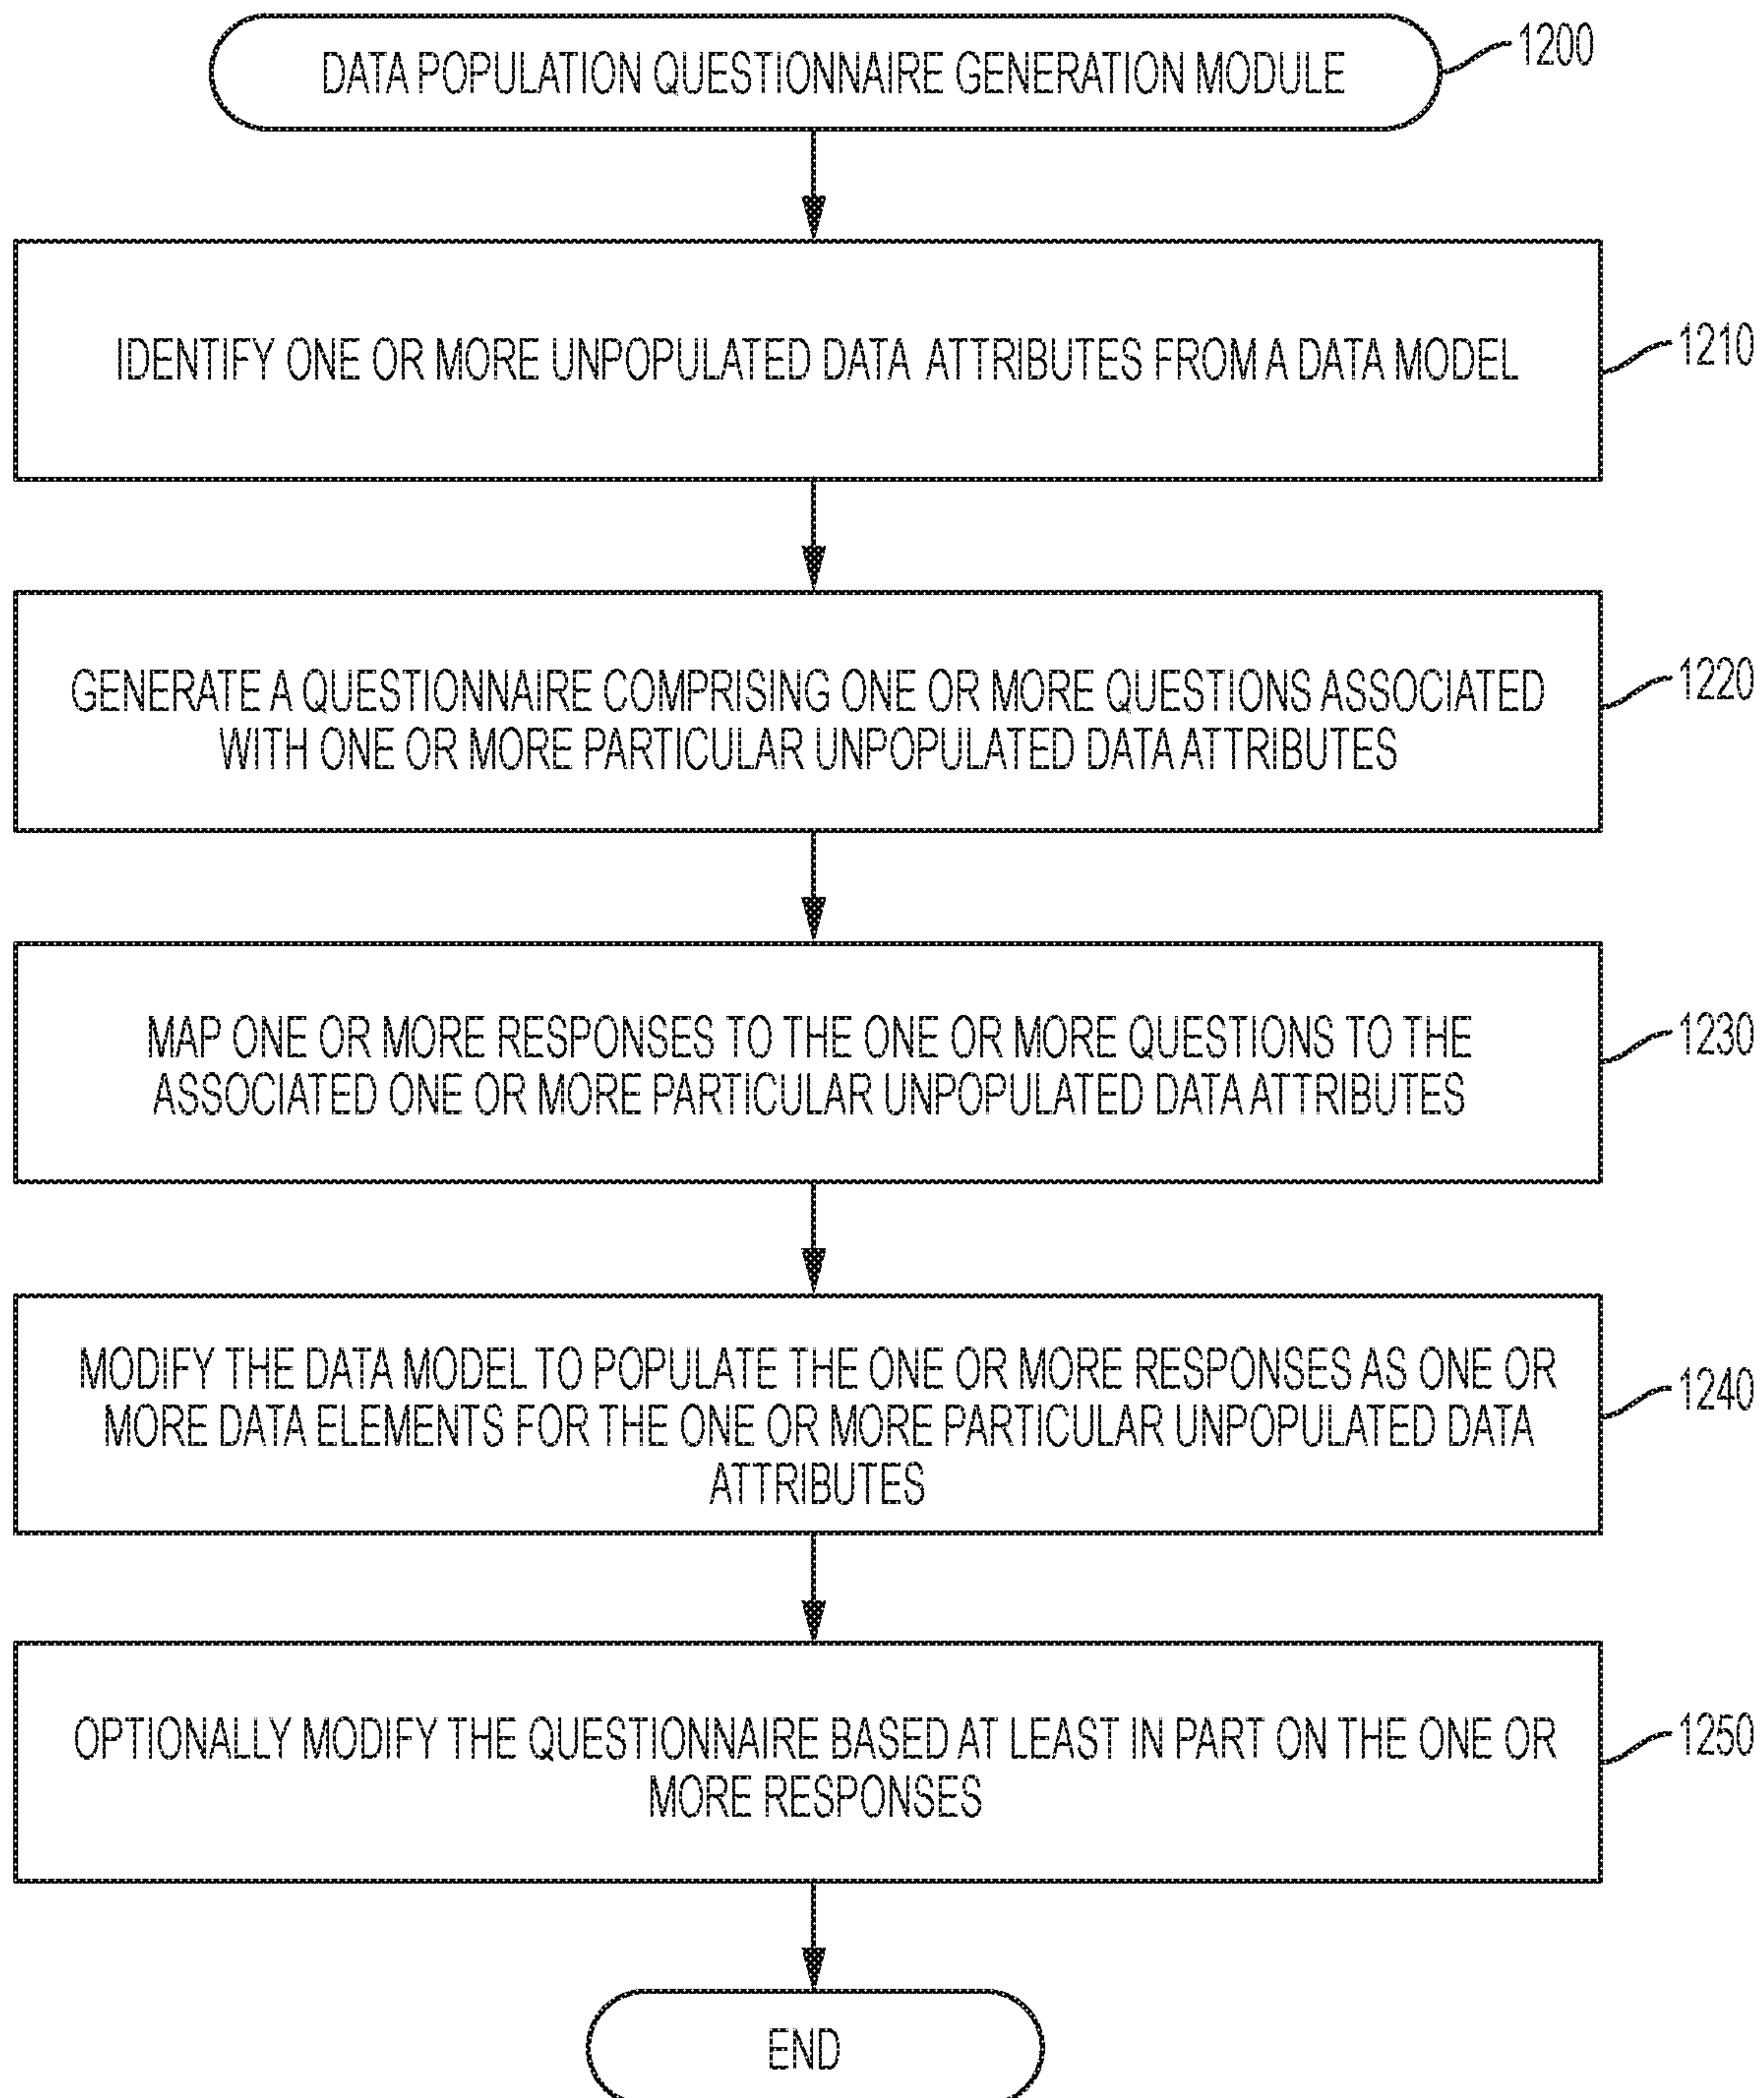 DATA POPULATION QUESTIONNAIRE GENERATION MODULE
1200
IDENTIFY ONE OR MORE UNPOPULATED DATA ATTRIBUTES FROM A DATA MODEL
1210
GENERATE A QUESTIONNAIRE COMPRISING ONE OR MORE QUESTIONS ASSOCIATED
WITH ONE OR MORE PARTICULAR UNPOPULATED DATA ATTRIBUTES
1220
MAP ONE OR MORE RESPONSES TO THE ONE OR MORE QUESTIONS TO THE
ASSOCIATED ONE OR MORE PARTICULAR UNPOPULATED DATA ATTRIBUTES
1230
MODIFY THE DATA MODEL TO POPULATE THE ONE OR MORE RESPONSES AS ONE OR
MORE DATA ELEMENTS FOR THE ONE OR MORE PARTICULAR UNPOPULATED DATA
ATTRIBUTES
1240
OPTIONALLY MODIFY THE QUESTIONNAIRE BASED AT LEAST IN PART ON THE ONE OR
MORE RESPONSES
1250
END